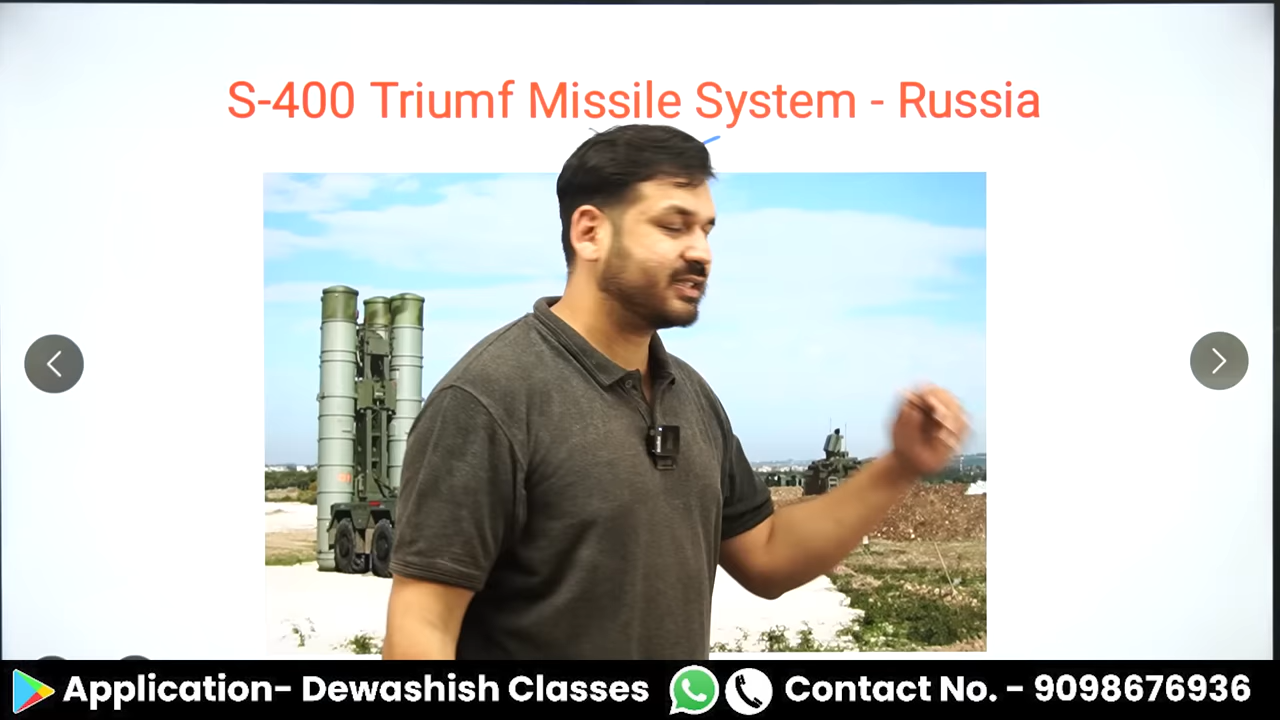 S-400 Triumf Missile System - Russia
Application- Dewashish Classes Contact No. - 9098676936